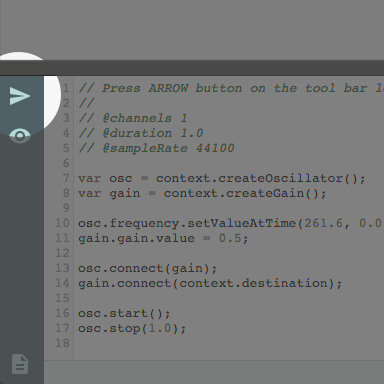 1 // Press ARROW button on the tool bar
2 //
3 // @channels 1
4 // @duration 1.0
5 // @sampleRate 44100
6
7 var osc = context.createOscillator();
8 var gain = context.createGain();
9
10 osc.frequency.setValueAtTime(261.6, 0.0
11 gain.gain.value = 0.5;
12
13 osc.connect(gain);
14 gain.connect(context.destination);
15
16 osc.start();
17 osc.stop(1.0);
18